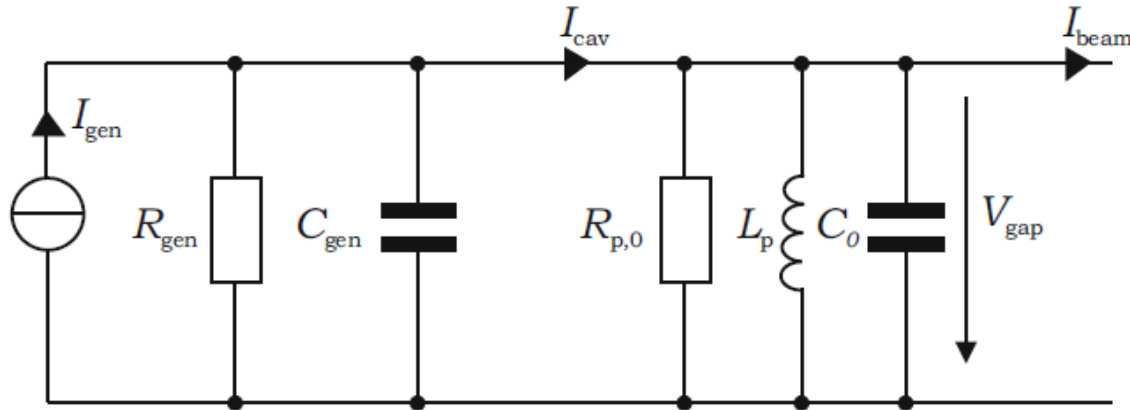 I_cav
I_beam
I_gen
R_gen
C_gen
R_p,0
L_p
C_0
V_gap